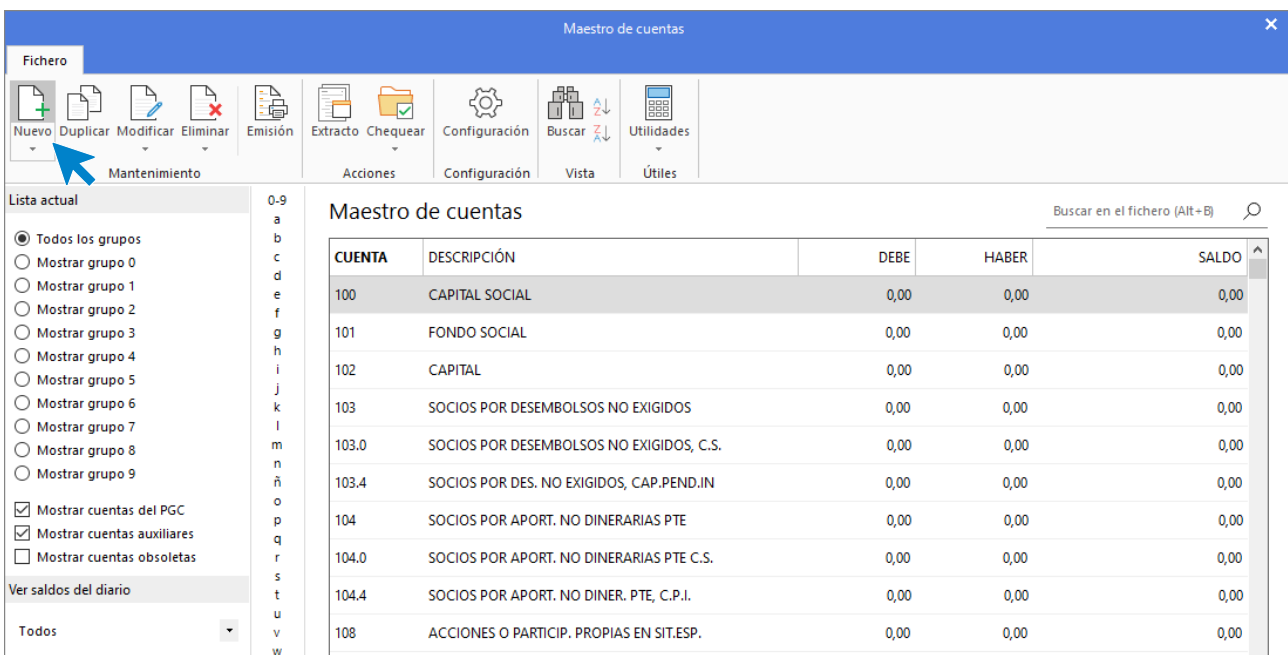 Maestro de cuentas
Fichero
Nuevo Duplicar Modificar Eliminar Emisión Extracto Chequear Configuración Buscar Utilidades
Mantenimiento Acciones Configuración Vista Útiles
Lista actual
Todos los grupos
Mostrar grupo 0
Mostrar grupo 1
Mostrar grupo 2
Mostrar grupo 3
Mostrar grupo 4
Mostrar grupo 5
Mostrar grupo 6
Mostrar grupo 7
Mostrar grupo 8
Mostrar grupo 9
Mostrar cuentas del PGC
Mostrar cuentas auxiliares
Mostrar cuentas obsoletas
Ver saldos del diario
Todos
0-9
a
b
c
d
e
f
g
h
i
j
k
l
m
n
ñ
o
p
q
r
s
t
u
v
w
Maestro de cuentas
Buscar en el fichero (Alt+B)
CUENTA DESCRIPCIÓN DEBE HABER SALDO
100 CAPITAL SOCIAL 0,00 0,00 0,00
101 FONDO SOCIAL 0,00 0,00 0,00
102 CAPITAL 0,00 0,00 0,00
103 SOCIOS POR DESEMBOLSOS NO EXIGIDOS 0,00 0,00 0,00
103.0 SOCIOS POR DESEMBOLSOS NO EXIGIDOS, C.S. 0,00 0,00 0,00
103.4 SOCIOS POR DES. NO EXIGIDOS, CAP.PEND.IN 0,00 0,00 0,00
104 SOCIOS POR APORT. NO DINERARIAS PTE 0,00 0,00 0,00
104.0 SOCIOS POR APORT. NO DINERARIAS PTE C.S. 0,00 0,00 0,00
104.4 SOCIOS POR APORT. NO DINER. PTE, C.P.I. 0,00 0,00 0,00
108 ACCIONES O PARTICIP. PROPIAS EN SIT.ESP. 0,00 0,00 0,00